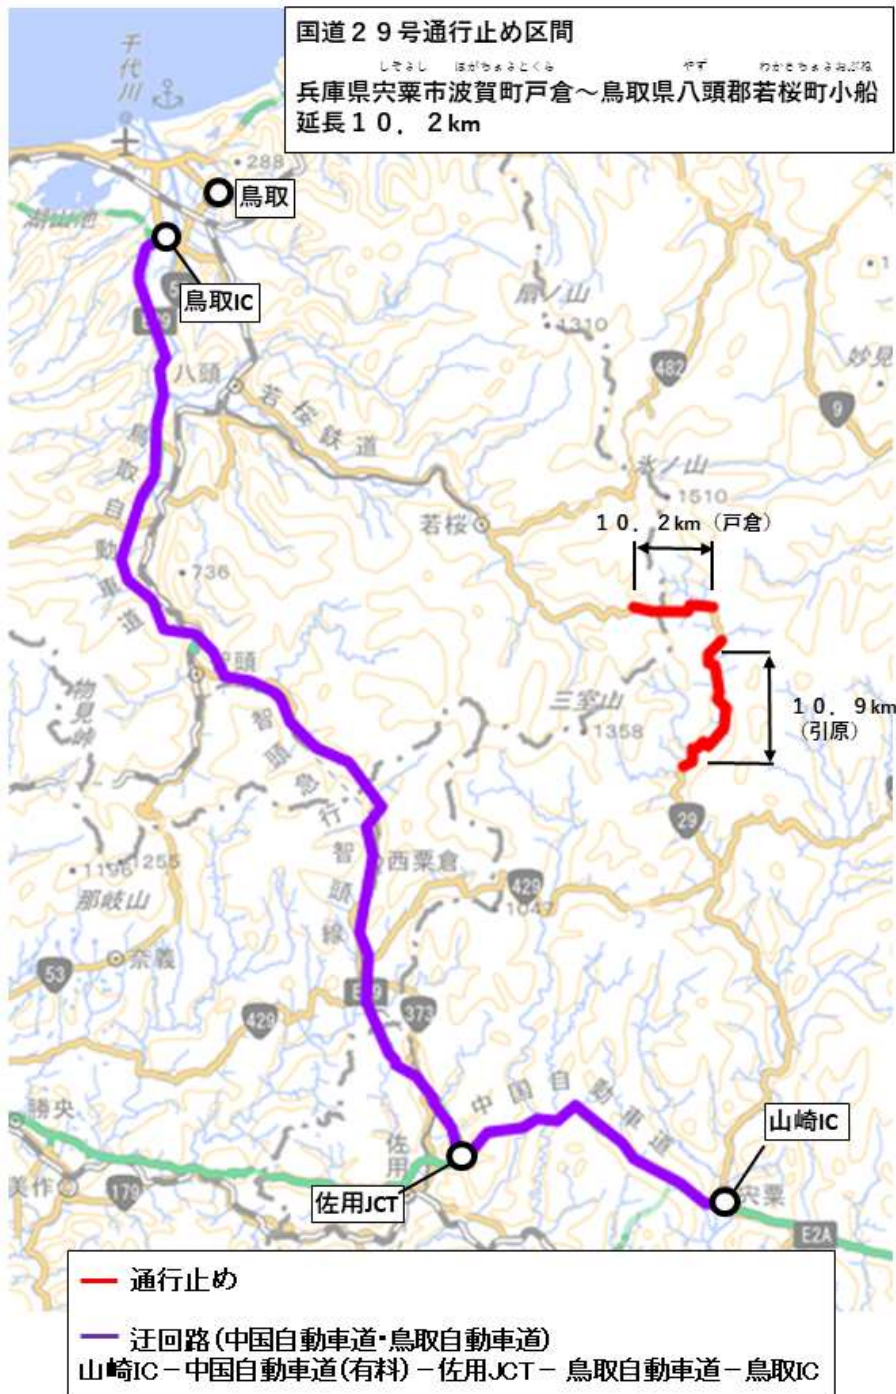 国道29号通行止め区間
しそうし はがちょうとくら やず わかさちょうおぶね
兵庫県宍粟市波賀町戸倉～鳥取県八頭郡若桜町小船
延長10.2km
千代川
288
鳥取
湖山池
鳥取IC
扇ノ山
1310
482
妙見
9
八頭
若桜鉄道
鳥取自動車道
氷ノ山
1510
若桜
10.2km（戸倉）
736
智頭
物見峠
三室山
1358
10.9km
（引原）
智頭急行智頭線
29
西粟倉
1196
1255
那岐山
429
1047
奈義
53
429
373
中国自動車道
山崎IC
勝央
佐用
宍粟
美作
179
佐用JCT
E2A
通行止め
迂回路(中国自動車道・鳥取自動車道)
山崎IC－中国自動車道(有料)－佐用JCT－ 鳥取自動車道－鳥取IC